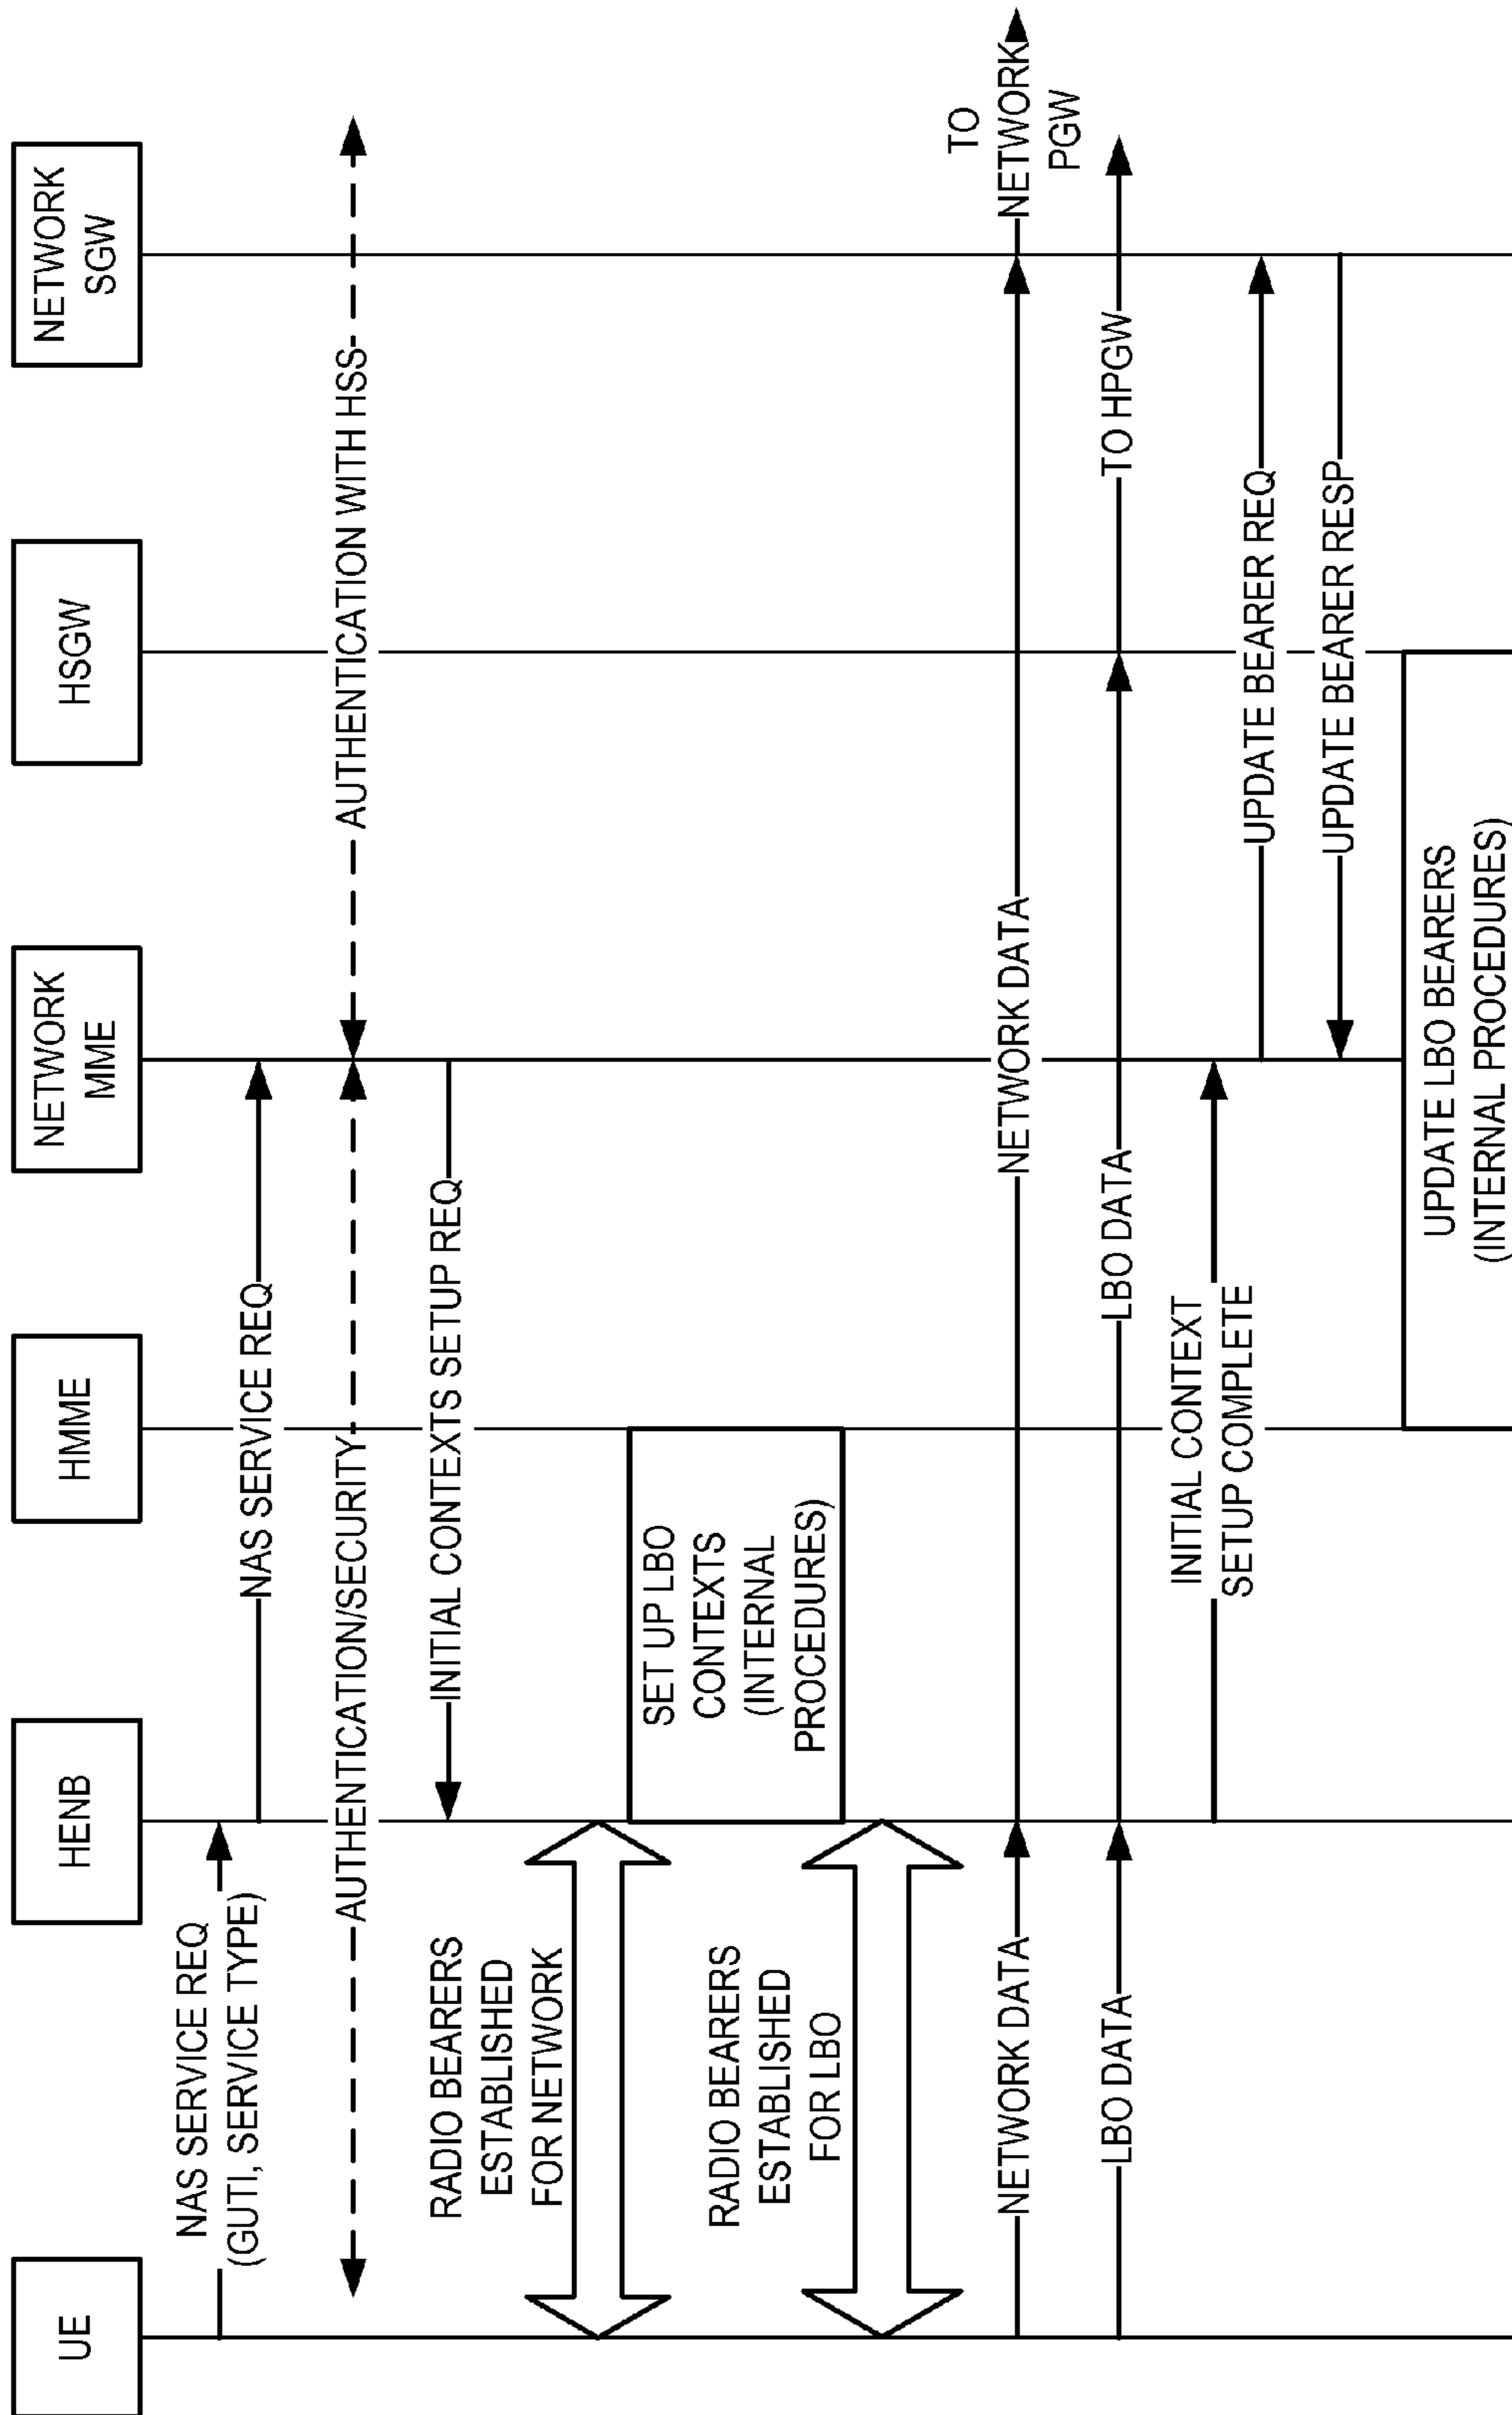 UE
HENB
HMME
NETWORK
MME
HSGW
NETWORK
SGW
NAS SERVICE REQ
(GUTI, SERVICE TYPE)
NAS SERVICE REQ
AUTHENTICATION/SECURITY
AUTHENTICATION WITH HSS
INITIAL CONTEXTS SETUP REQ
RADIO BEARERS
ESTABLISHED
FOR NETWORK
SET UP LBO
CONTEXTS
(INTERNAL
PROCEDURES)
RADIO BEARERS
ESTABLISHED
FOR LBO
NETWORK DATA
NETWORK DATA
TO
NETWORK
PGW
LBO DATA
LBO DATA
TO HPGW
INITIAL CONTEXT
SETUP COMPLETE
UPDATE BEARER REQ
UPDATE BEARER RESP
UPDATE LBO BEARERS
(INTERNAL PROCEDURES)